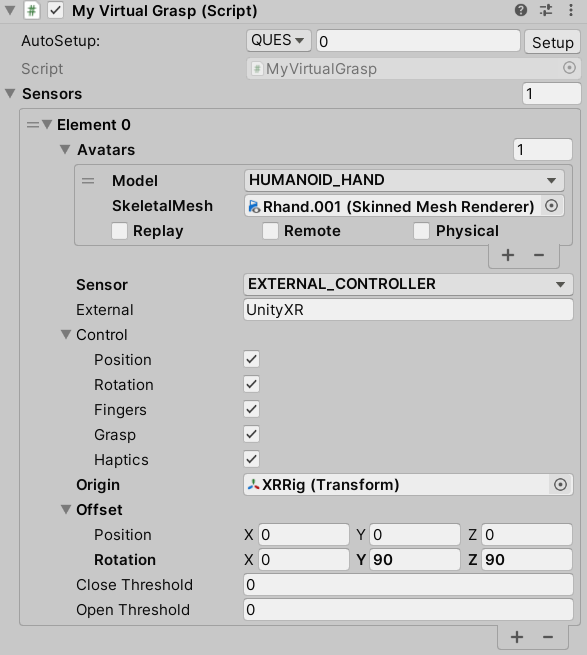 # My Virtual Grasp (Script)
AutoSetup: QUES 0 Setup
Script # MyVirtualGrasp
Sensors 1
Element 0
Avatars 1
Model HUMANOID_HAND
SkeletalMesh Rhand.001 (Skinned Mesh Renderer)
Replay Remote Physical
+ −
Sensor EXTERNAL_CONTROLLER
External UnityXR
Control
Position
Rotation
Fingers
Grasp
Haptics
Origin XRRig (Transform)
Offset
Position X 0 Y 0 Z 0
Rotation X 0 Y 90 Z 90
Close Threshold 0
Open Threshold 0
+ −